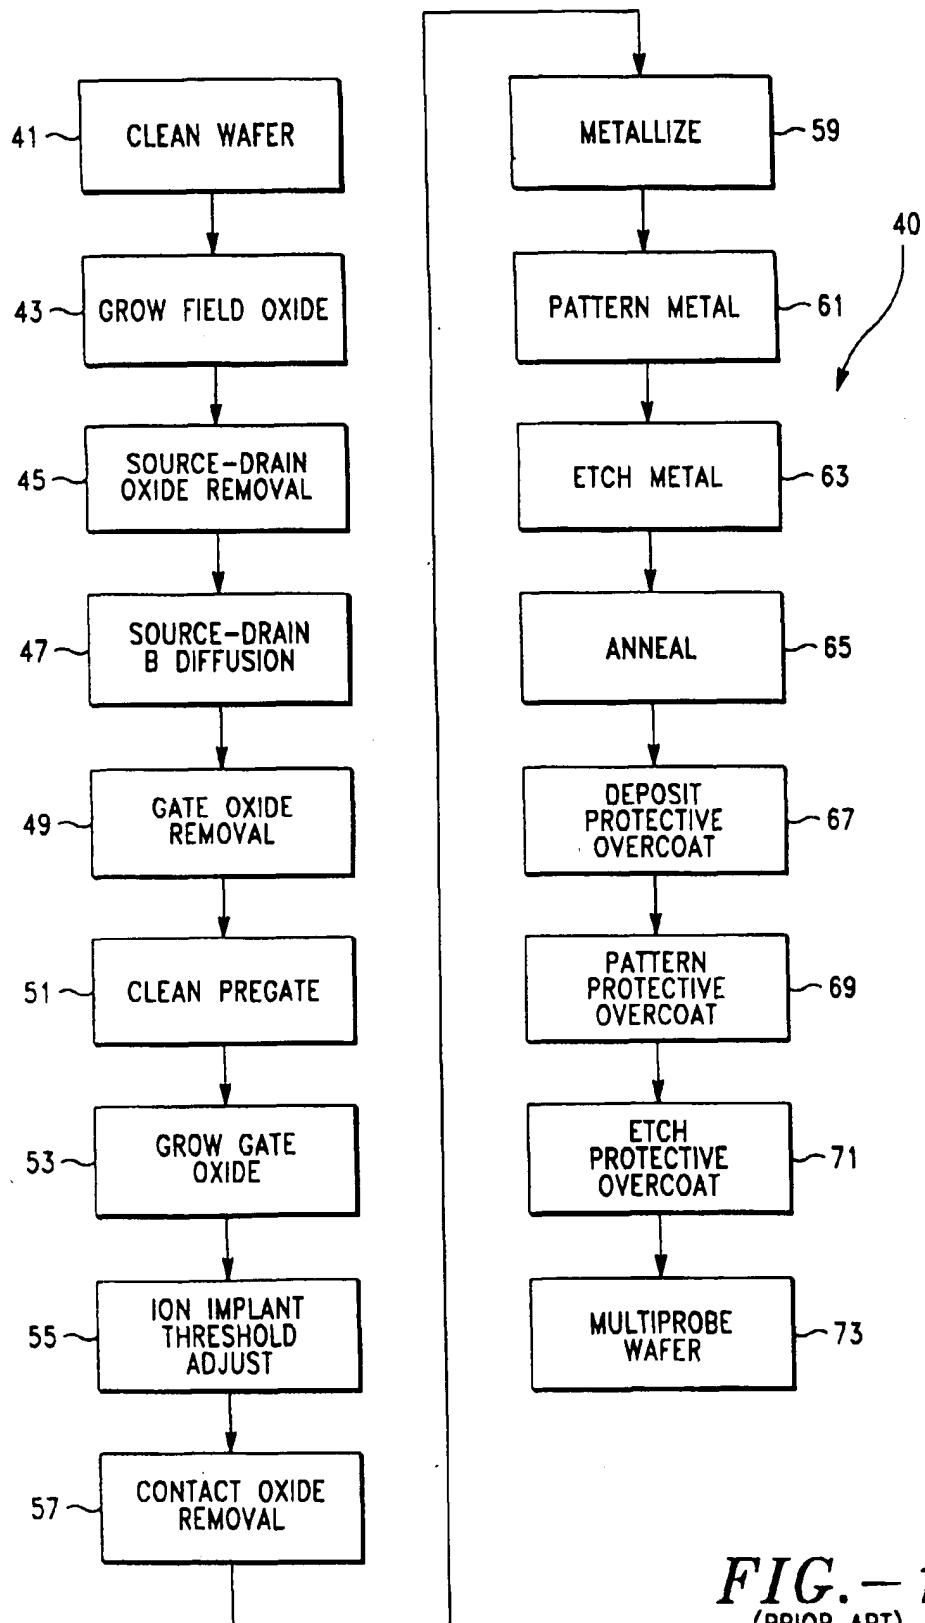 41
CLEAN WAFER
43
GROW FIELD OXIDE
45
SOURCE-DRAIN
OXIDE REMOVAL
47
SOURCE-DRAIN
B DIFFUSION
49
GATE OXIDE
REMOVAL
51
CLEAN PREGATE
53
GROW GATE
OXIDE
55
ION IMPLANT
THRESHOLD
ADJUST
57
CONTACT OXIDE
REMOVAL
METALLIZE
59
40
PATTERN METAL
61
ETCH METAL
63
ANNEAL
65
DEPOSIT
PROTECTIVE
OVERCOAT
67
PATTERN
PROTECTIVE
OVERCOAT
69
ETCH
PROTECTIVE
OVERCOAT
71
MULTIPROBE
WAFER
73
FIG.-
(PRIOR ART)